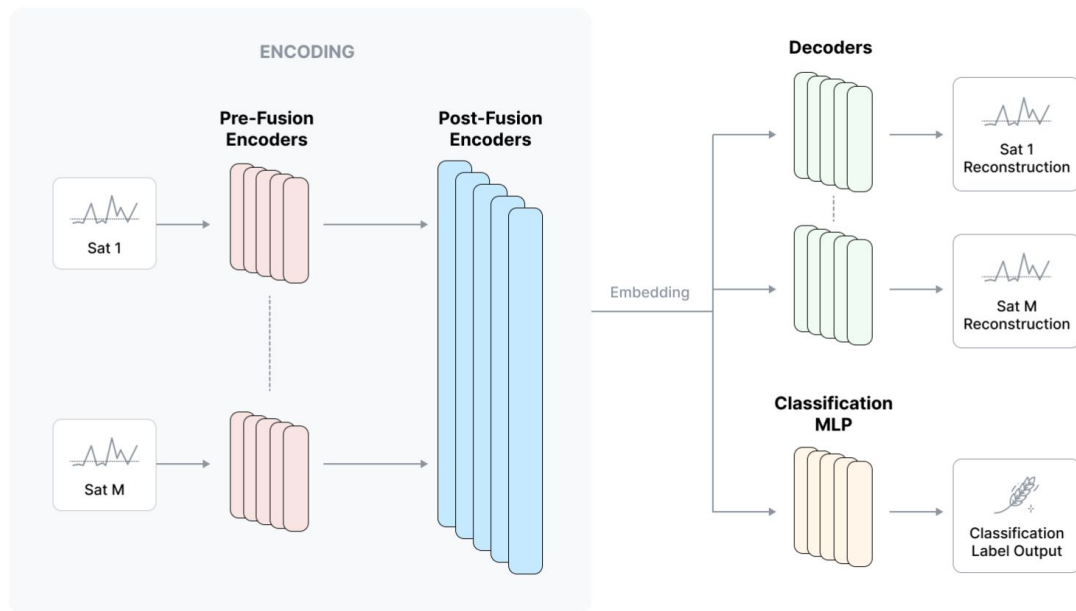 ENCODING
Pre-Fusion
Encoders
Post-Fusion
Encoders
Sat 1
Sat M
Embedding
Decoders
Sat 1
Reconstruction
Sat M
Reconstruction
Classification
MLP
Classification
Label Output